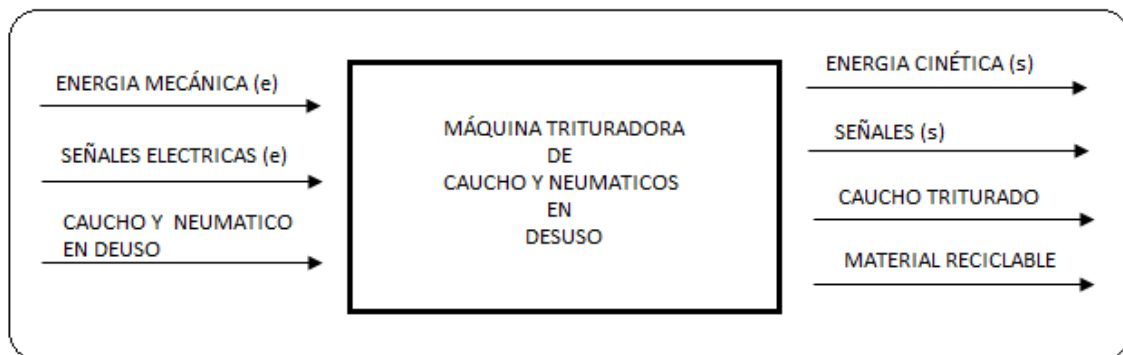 ENERGIA MECÁNICA (e)
SEÑALES ELECTRICAS (e)
CAUCHO Y NEUMATICO
EN DEUSO
MÁQUINA TRITURADORA
DE
CAUCHO Y NEUMATICOS
EN
DESUSO
ENERGIA CINÉTICA (s)
SEÑALES (s)
CAUCHO TRITURADO
MATERIAL RECICLABLE